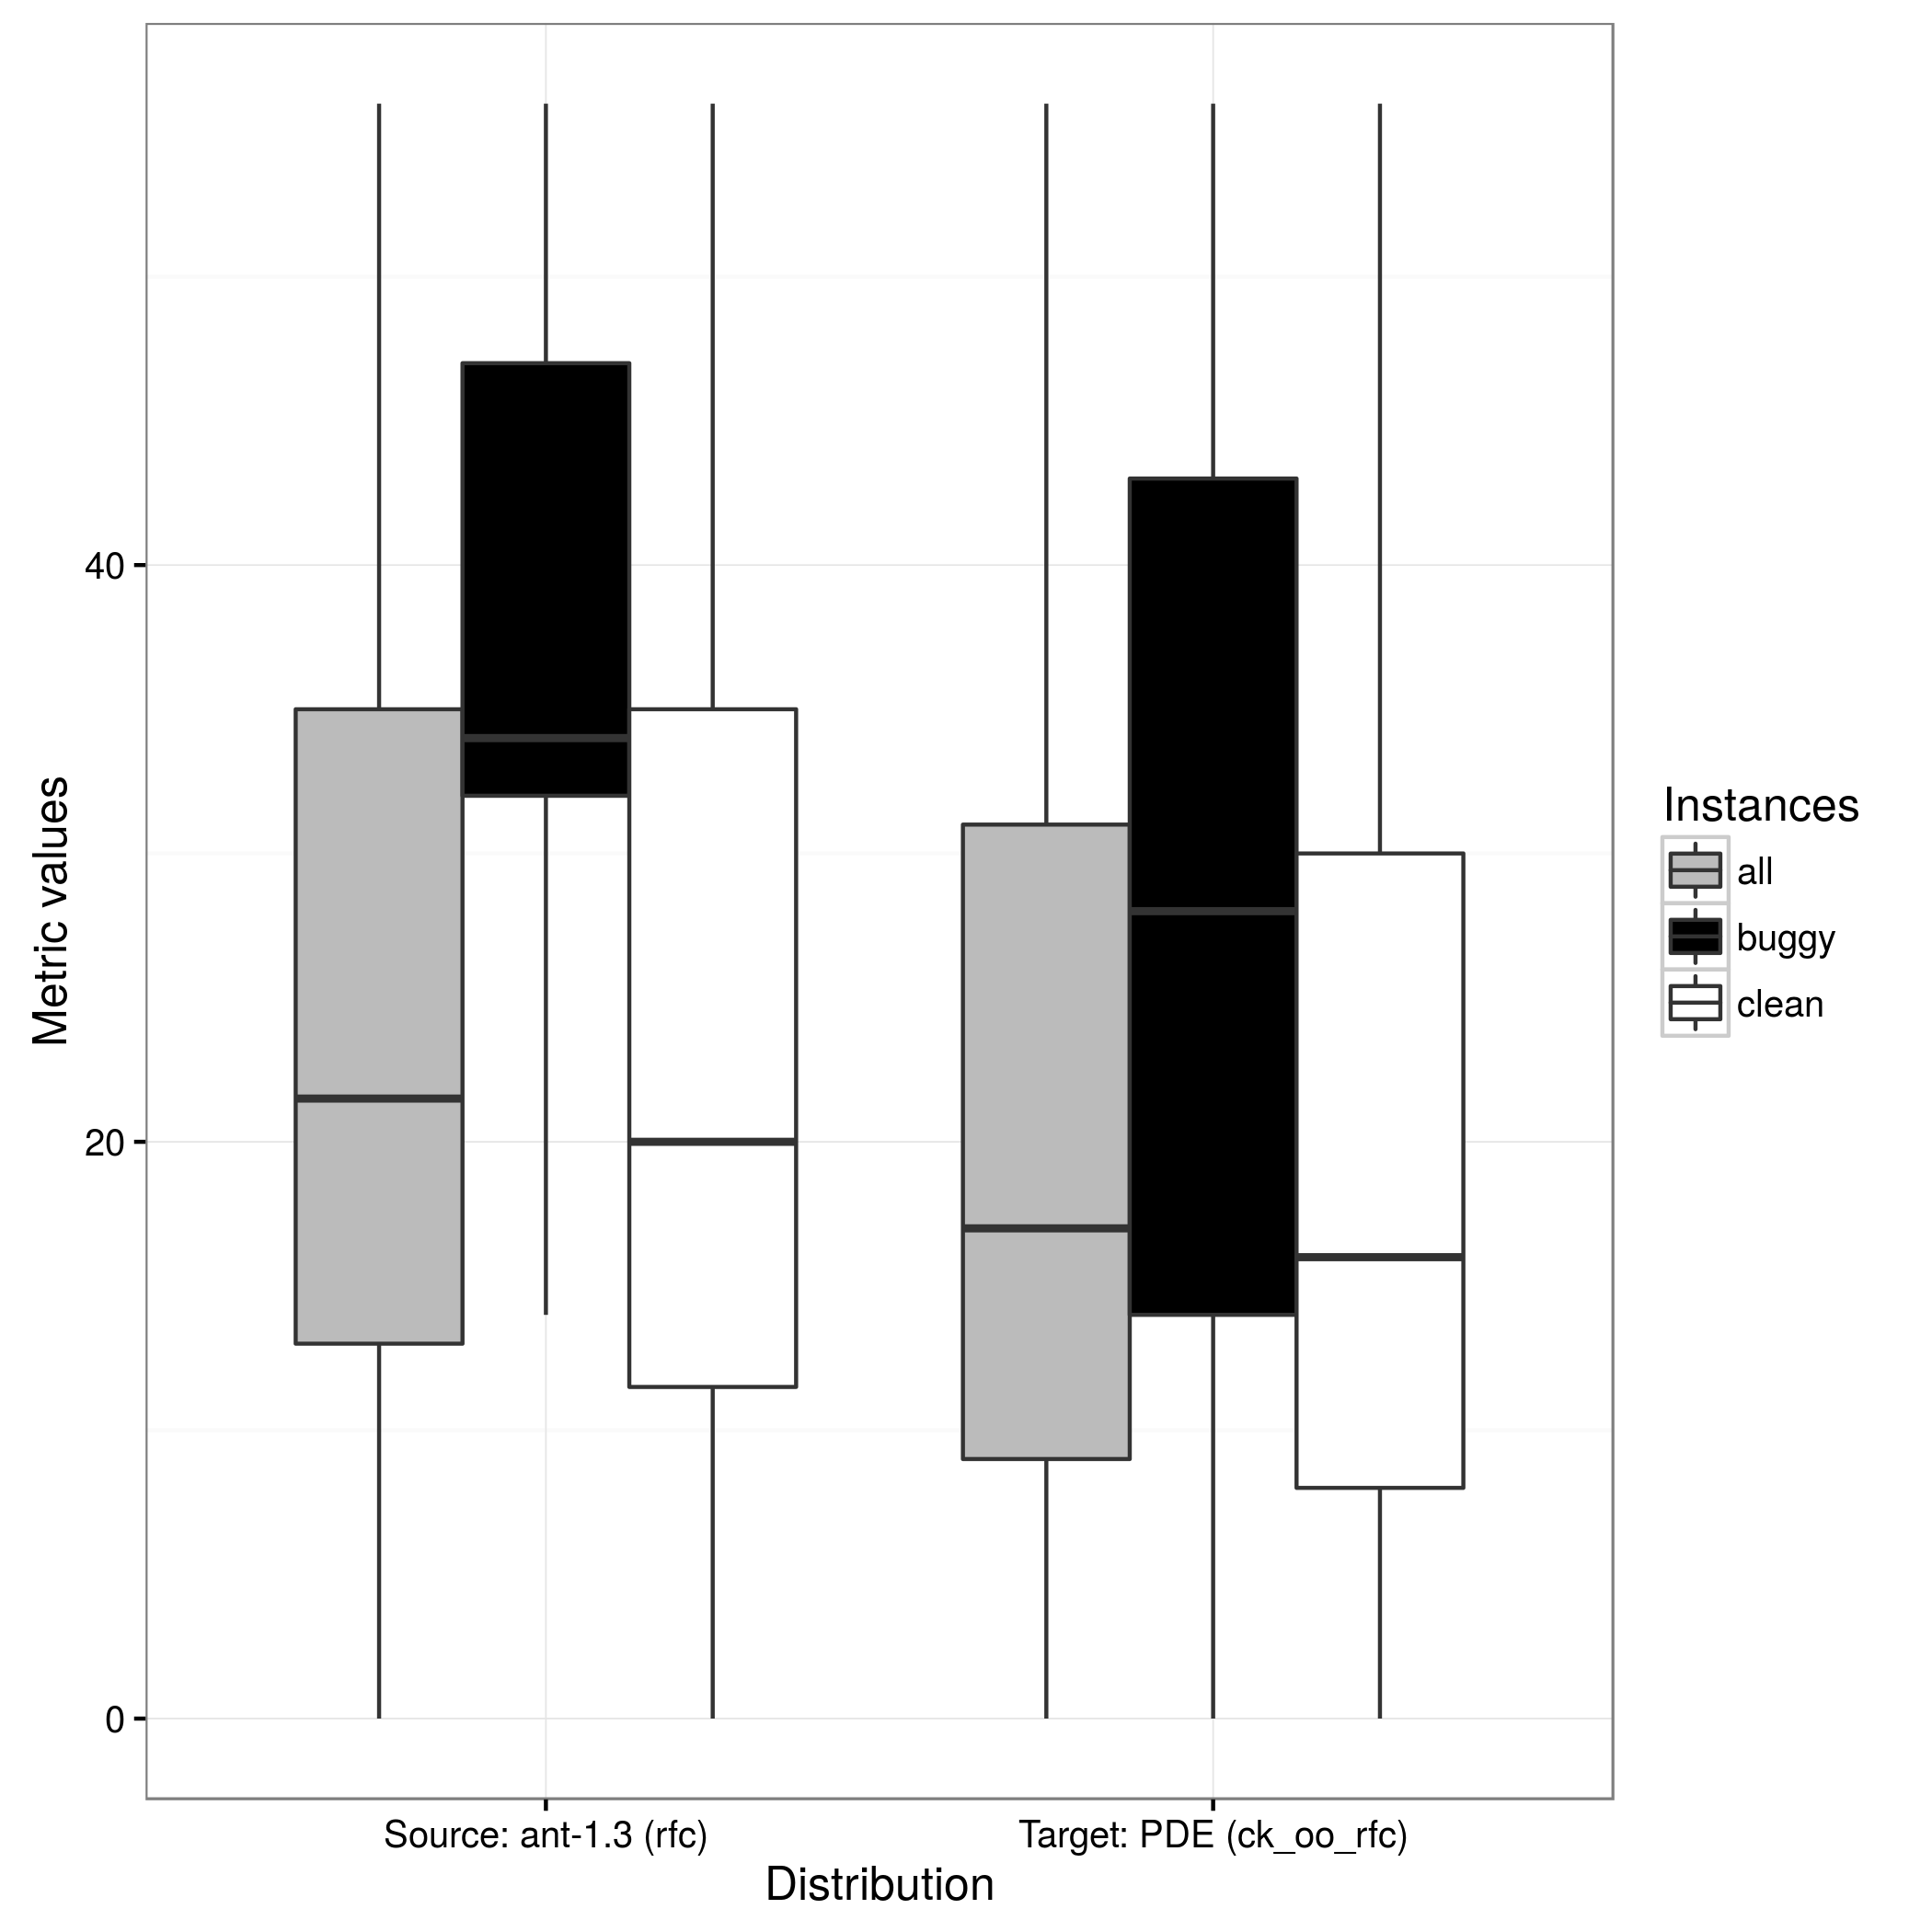 Metric values
40
20
0
Source: ant-1.3 (rfc)
Target: PDE (ck_oo_rfc)
Distribution
Instances
all
buggy
clean